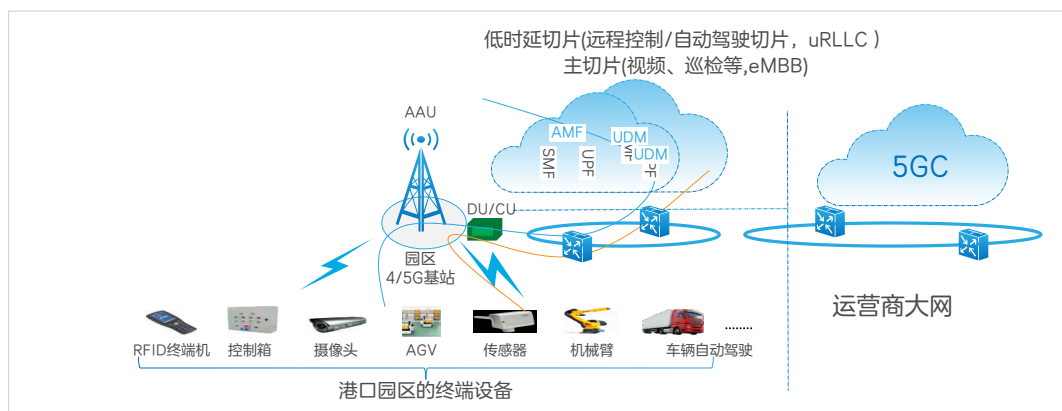 低时延切片(远程控制/自动驾驶切片，uRLLC )
主切片(视频、巡检等,eMBB)
AAU
AMF
UDM
SMF
UPF
UDM
5GC
DU/CU
园区
4/5G基站
运营商大网
RFID终端机
控制箱
摄像头
AGV
传感器
机械臂
车辆自动驾驶
........
港口园区的终端设备